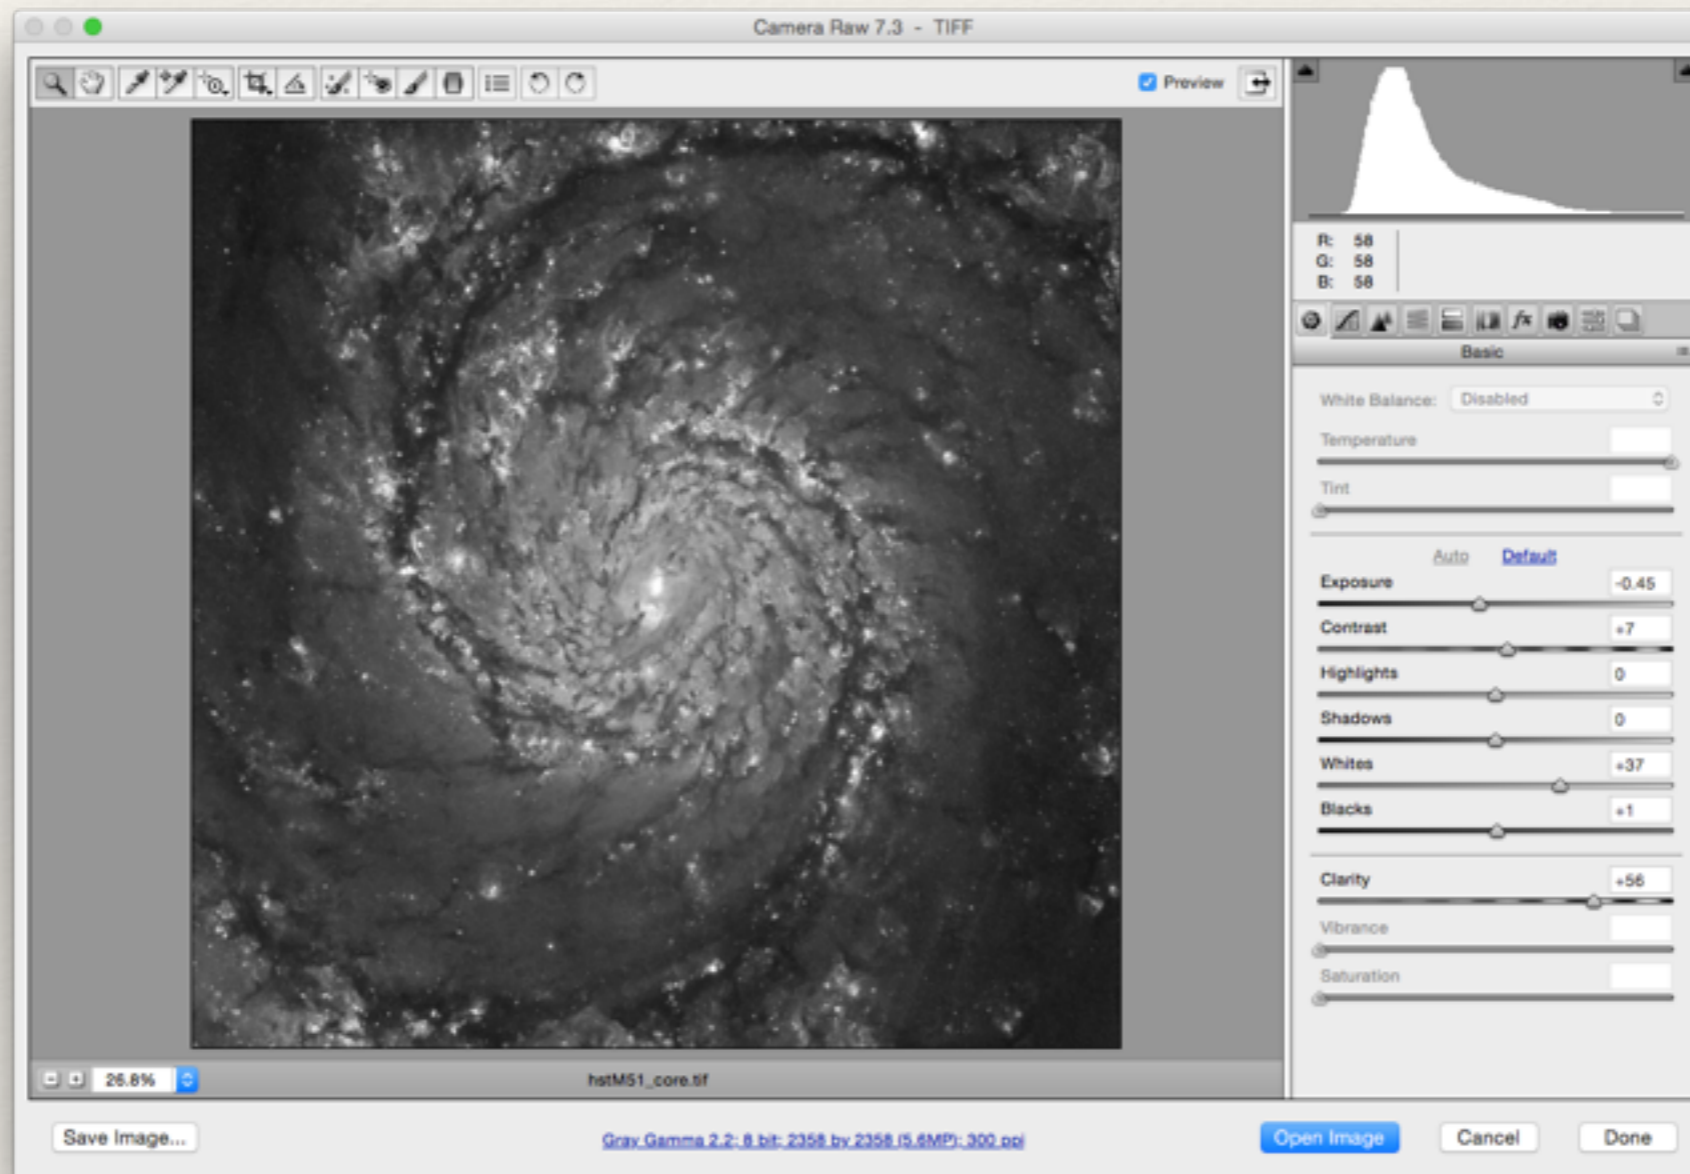 Camera Raw 7.3 - TIFF
Preview
R: 58
G: 58
B: 58
fx
Basic
White Balance: Disabled
Temperature
Tint
Auto Default
Exposure -0.45
Contrast +7
Highlights 0
Shadows 0
Whites +37
Blacks +1
Clarity +56
Vibrance
Saturation
26.8% hstM51_core.tif
Save Image... Gray Gamma 2.2; 8 bit; 2358 by 2358 (5.6MP); 300 ppi Open Image Cancel Done